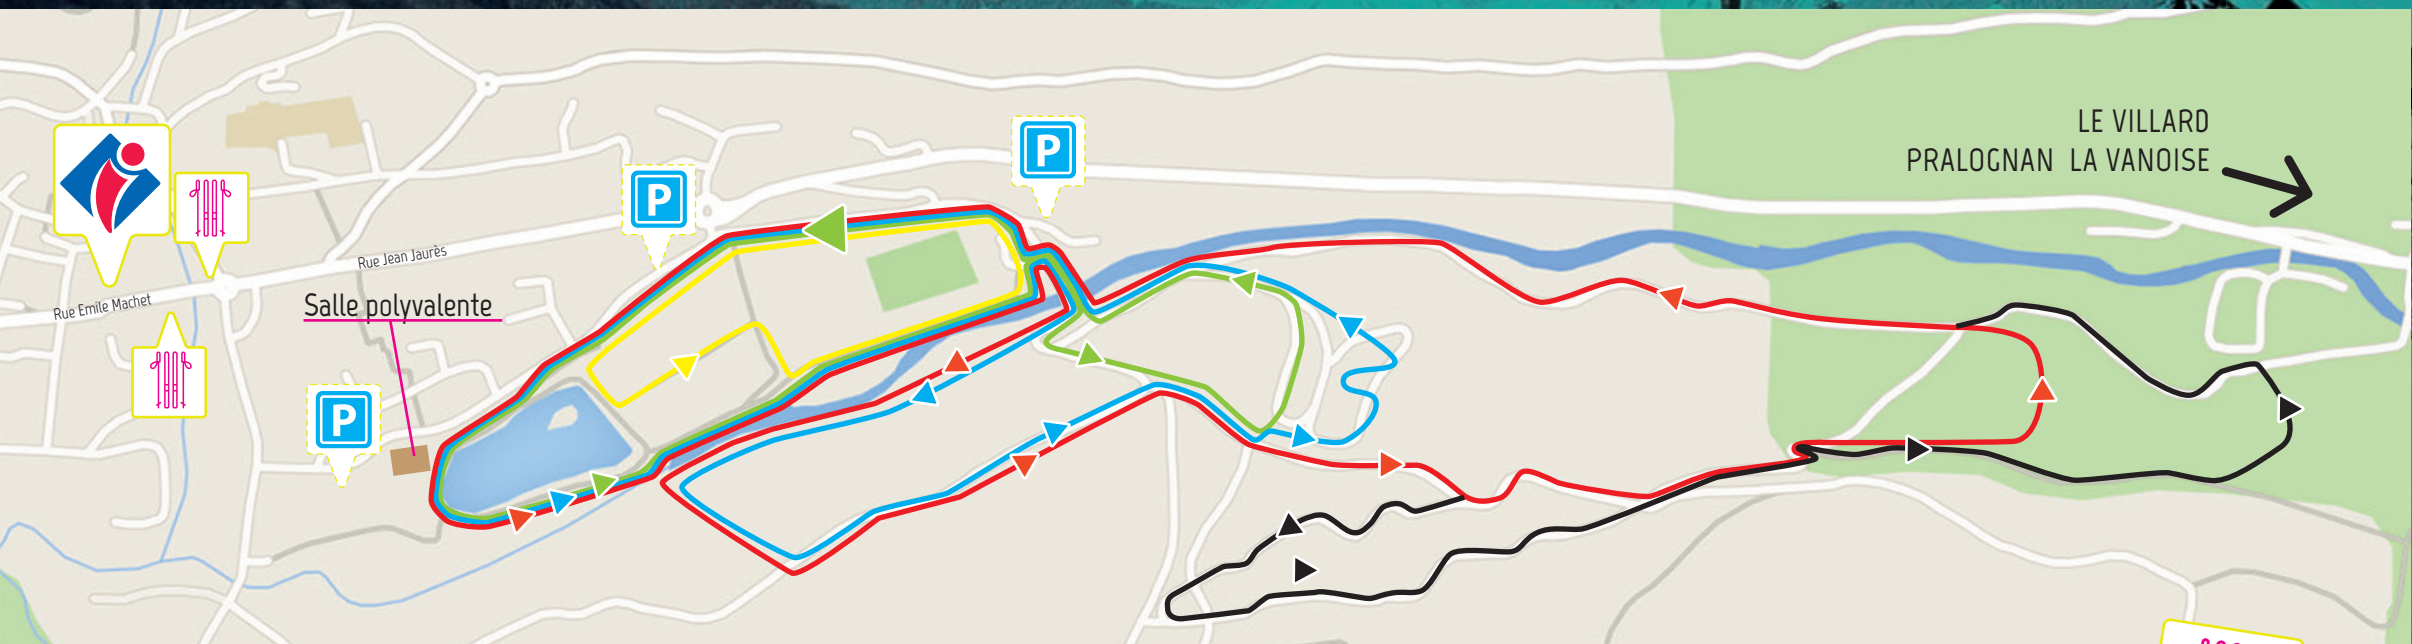 LE VILLARD
PRALOGNAN LA VANOISE
P
P
Rue Jean Jaurès
Rue Emile Machet
Salle polyvalente
P